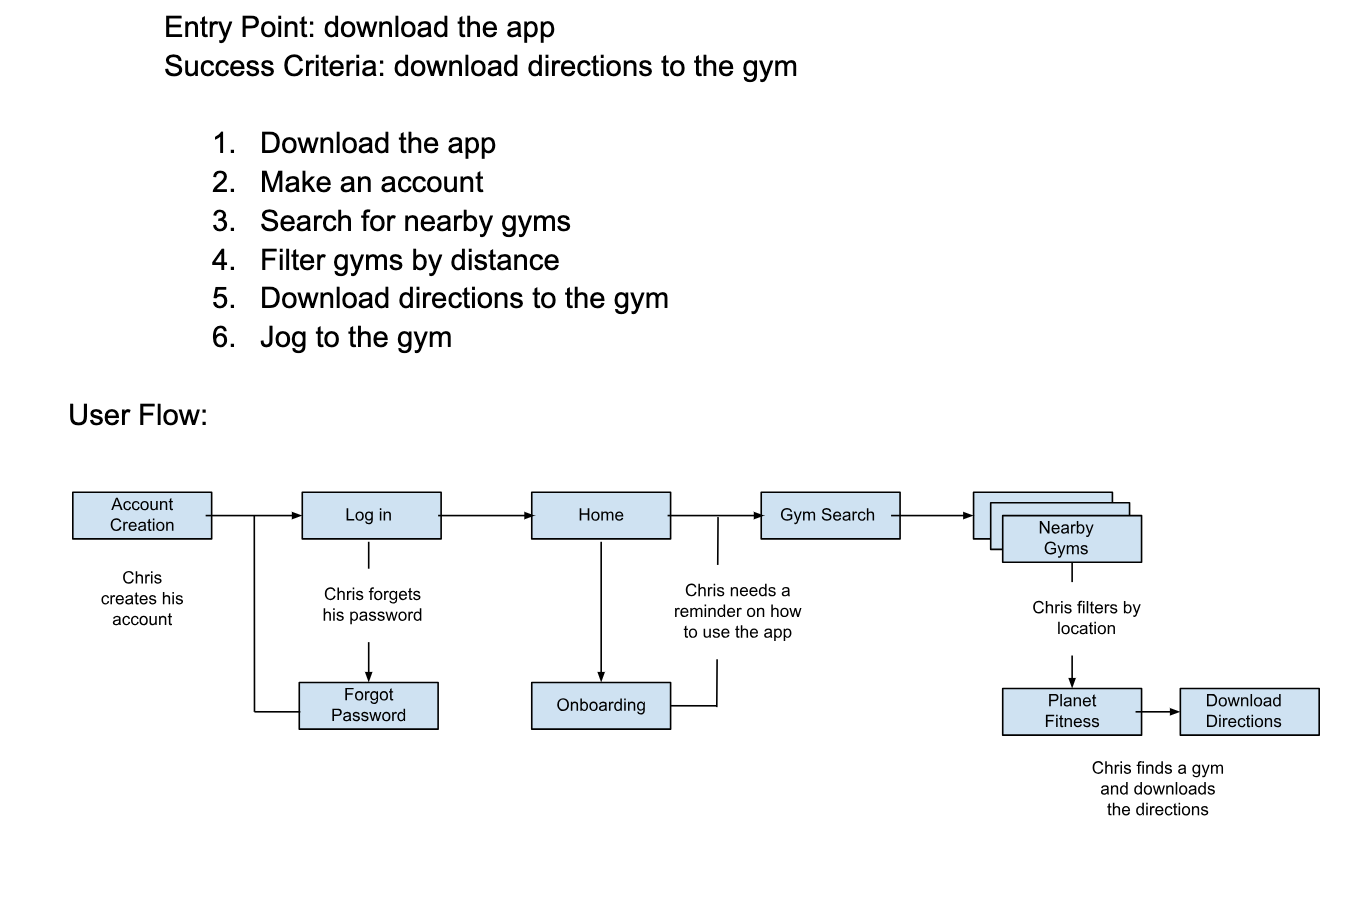 Entry Point: download the app
Success Criteria: download directions to the gym
1. Download the app
2. Make an account
3. Search for nearby gyms
4. Filter gyms by distance
5. Download directions to the gym
6. Jog to the gym
User Flow:
Account
Creation
Log in
Home
Gym Search
Nearby
Gyms
Chris
creates his
account
Chris forgets
his password
Chris needs a
reminder on how
to use the app
Chris filters by
location
Forgot
Password
Onboarding
Planet
Fitness
Download
Directions
Chris finds a gym
and downloads
the directions